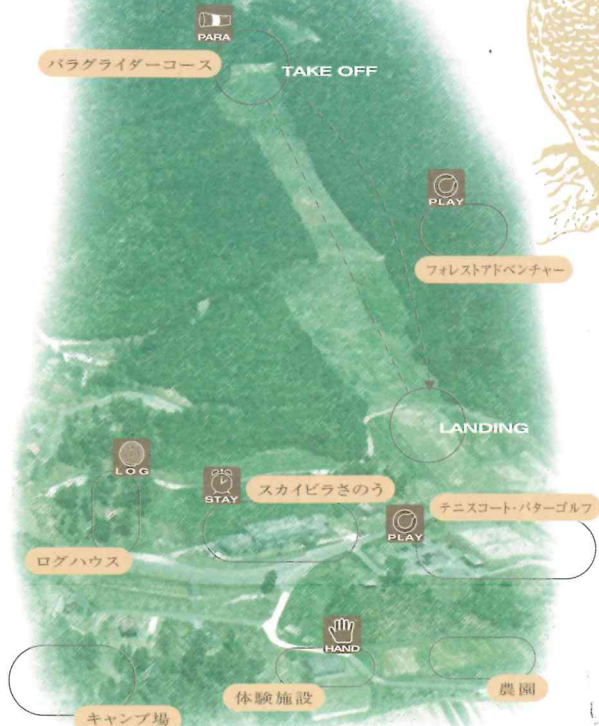 PARA
パラグライダーコース
TAKE OFF
PLAY
フォレストアドベンチャー
LANDING
LOG
STAY
スカイビラさのう
PLAY
テニスコート・パターゴルフ
ログハウス
HAND
体験施設
農園
キャンプ場